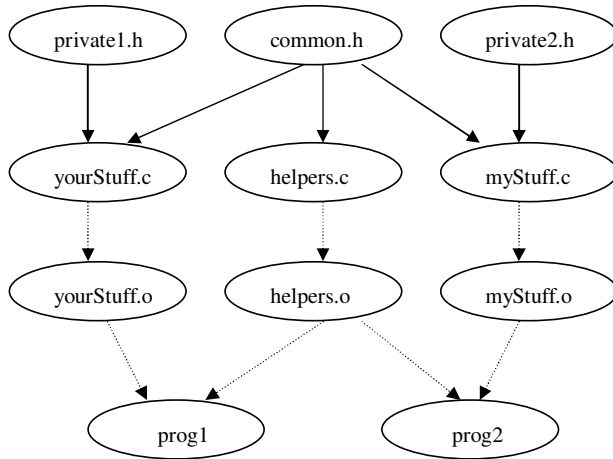 private1.h
common.h
private2.h
yourStuff.c
helpers.c
myStuff.c
yourStuff.o
helpers.o
myStuff.o
prog1
prog2